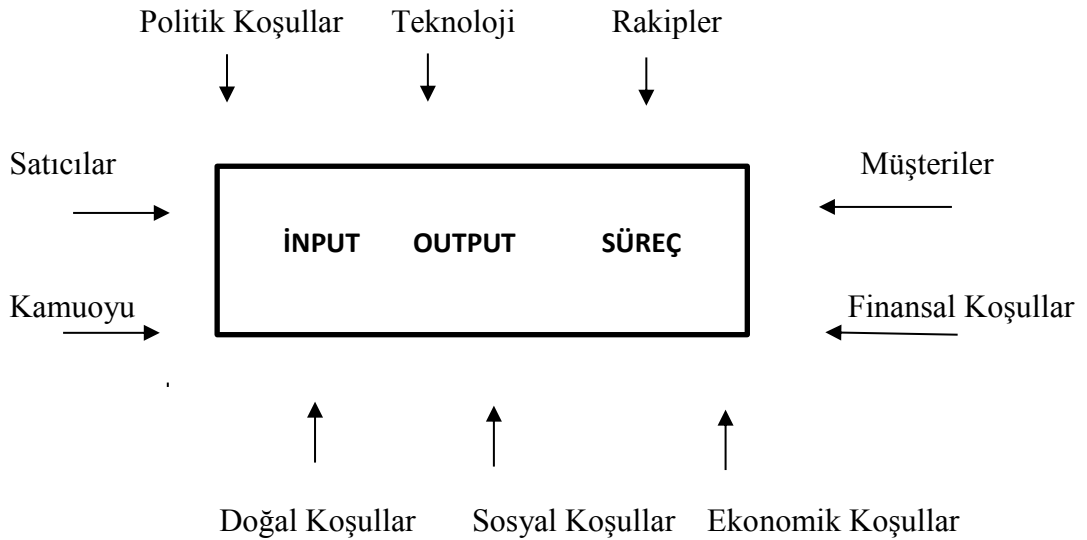 Politik Koşullar Teknoloji Rakipler
Satıcılar Müşteriler
İNPUT OUTPUT SÜREÇ
Kamuoyu Finansal Koşullar
Doğal Koşullar Sosyal Koşullar Ekonomik Koşullar